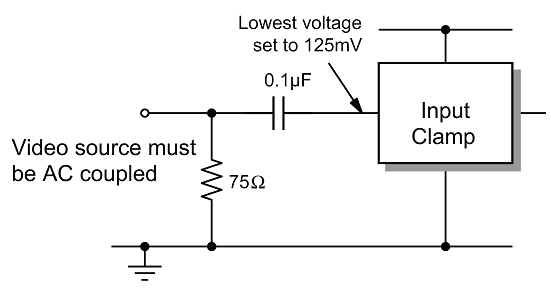 Lowest voltage
set to 125mV
0.1µF
Input
Clamp
Video source must
be AC coupled
75Ω